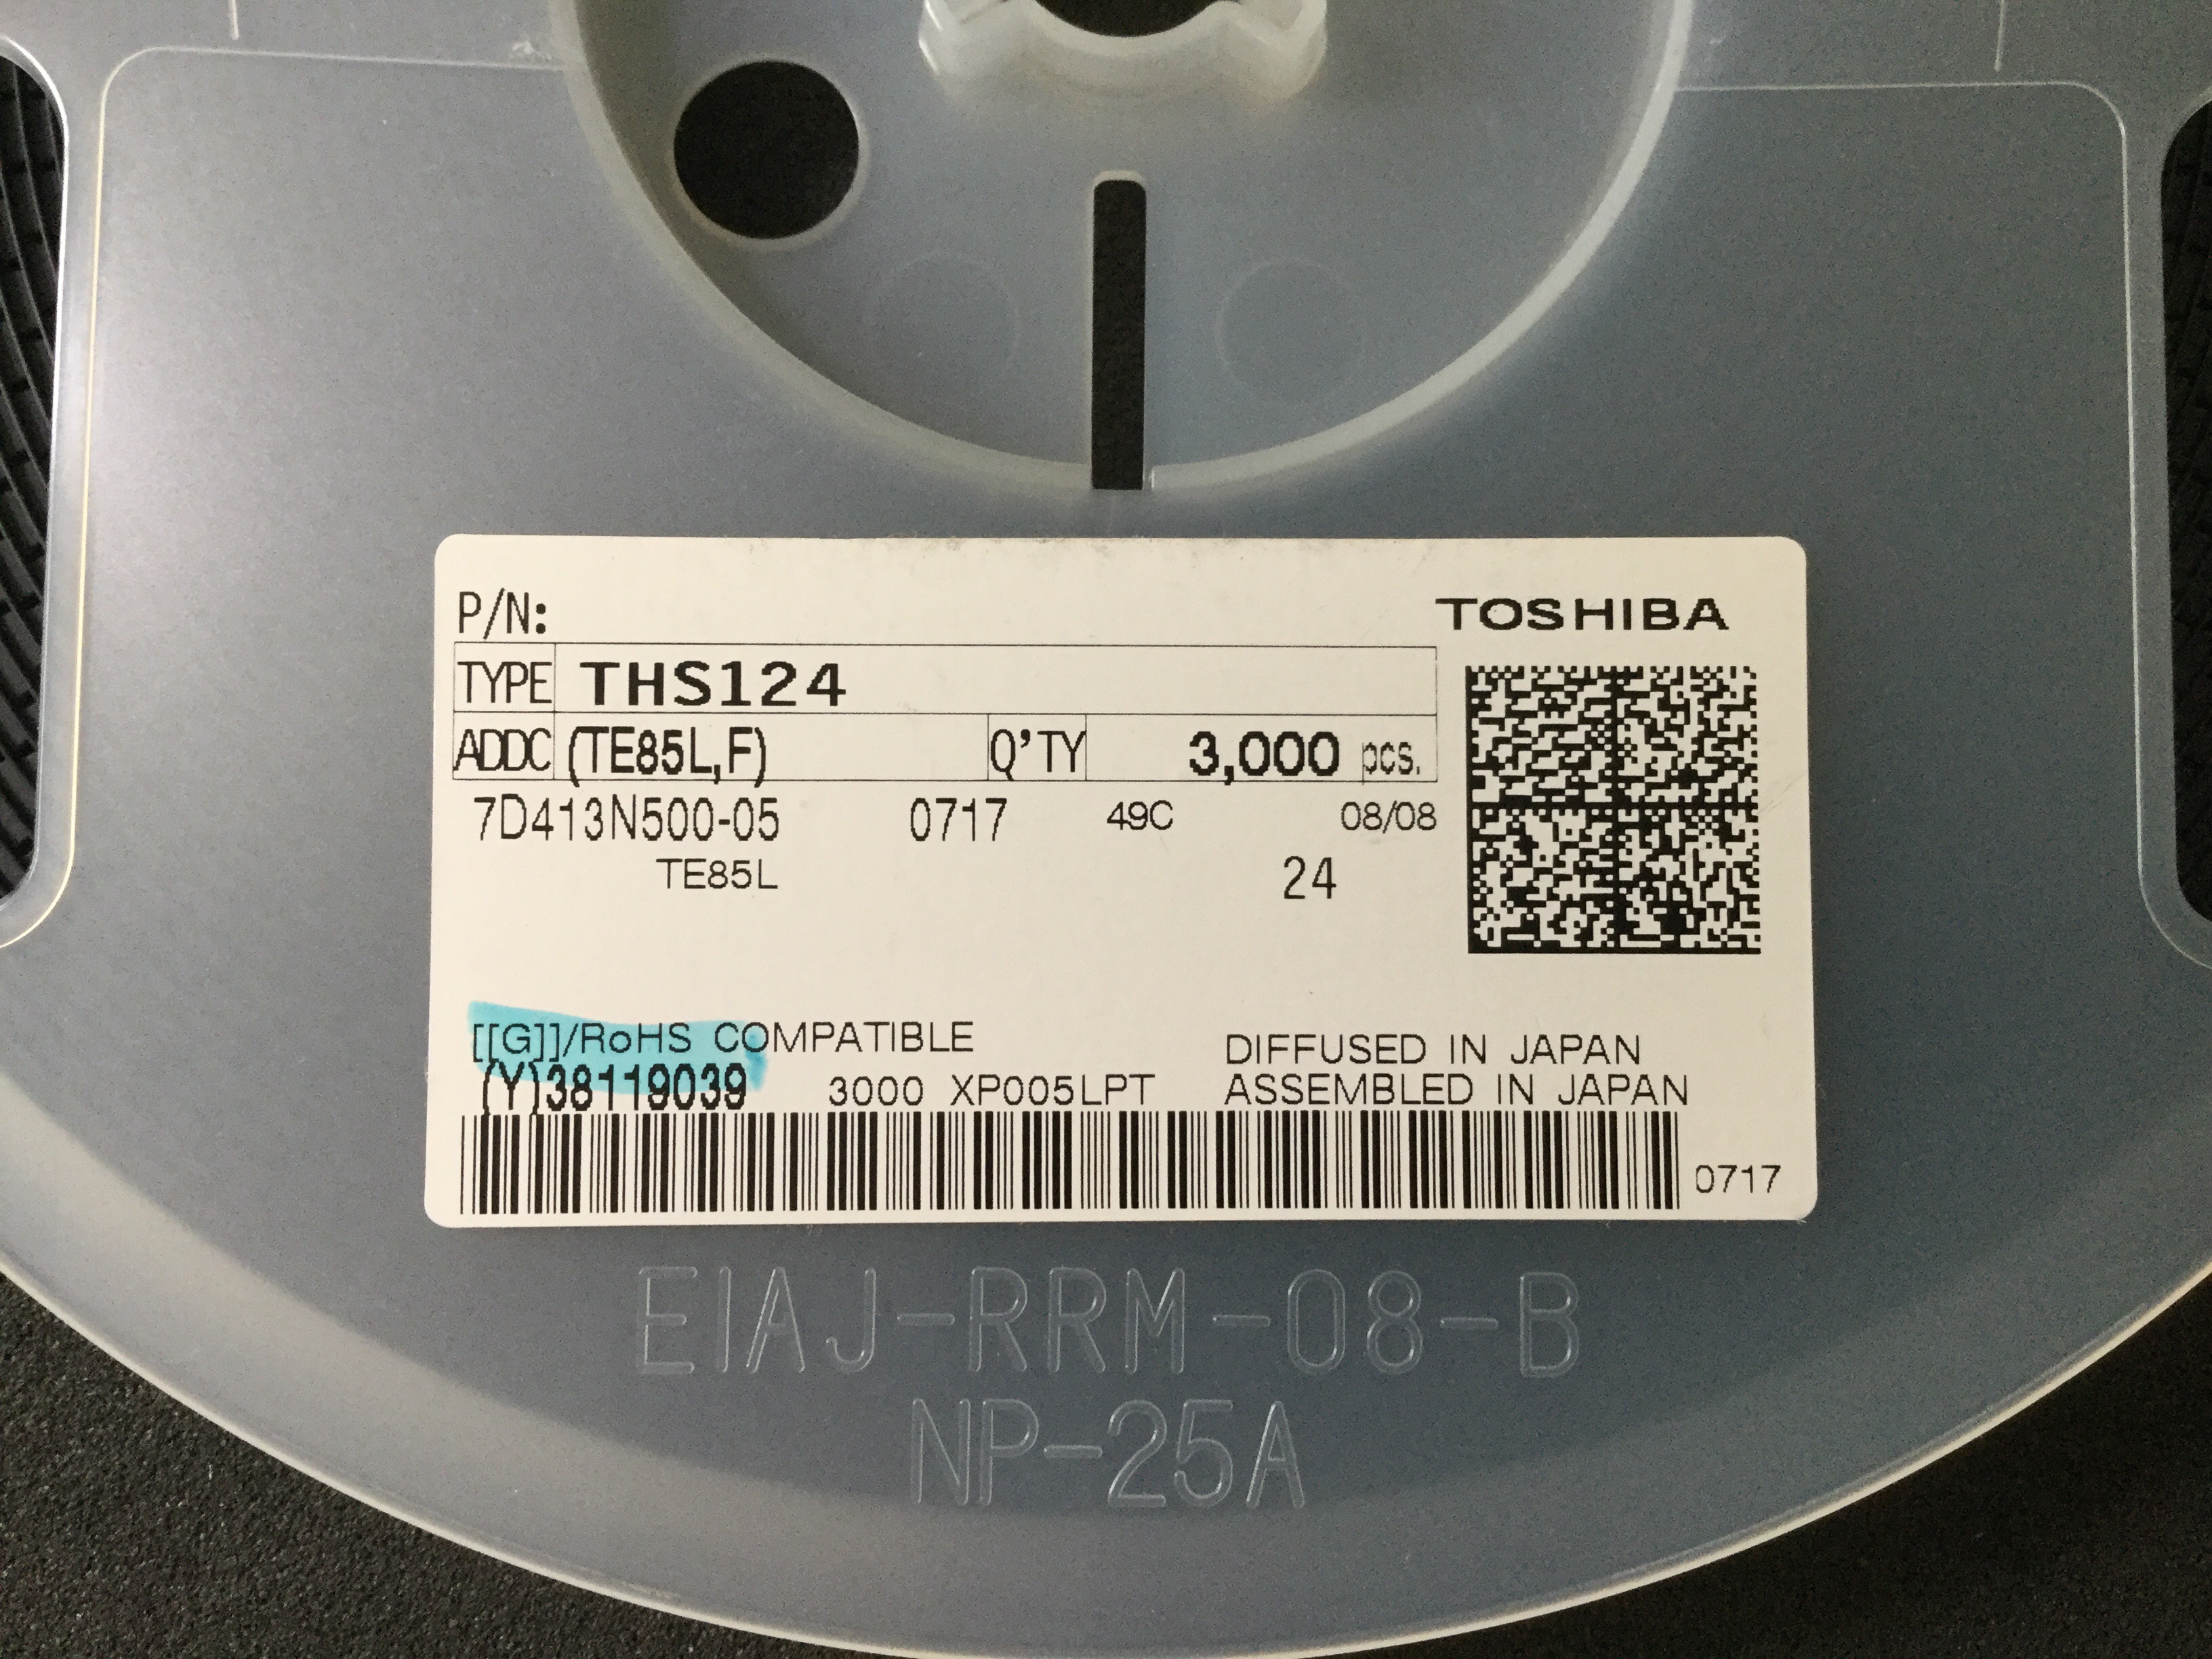 P/N:
TOSHIBA
TYPE THS124
ADDC (TE85L,F) Q'TY 3,000 pcs.
7D413N500-05 0717 49C 08/08
TE85L 24
[[G]]/RoHS COMPATIBLE DIFFUSED IN JAPAN
(Y)38119039 3000 XP005LPT ASSEMBLED IN JAPAN
0717
EIAJ-RRM-08-B
NP-25A